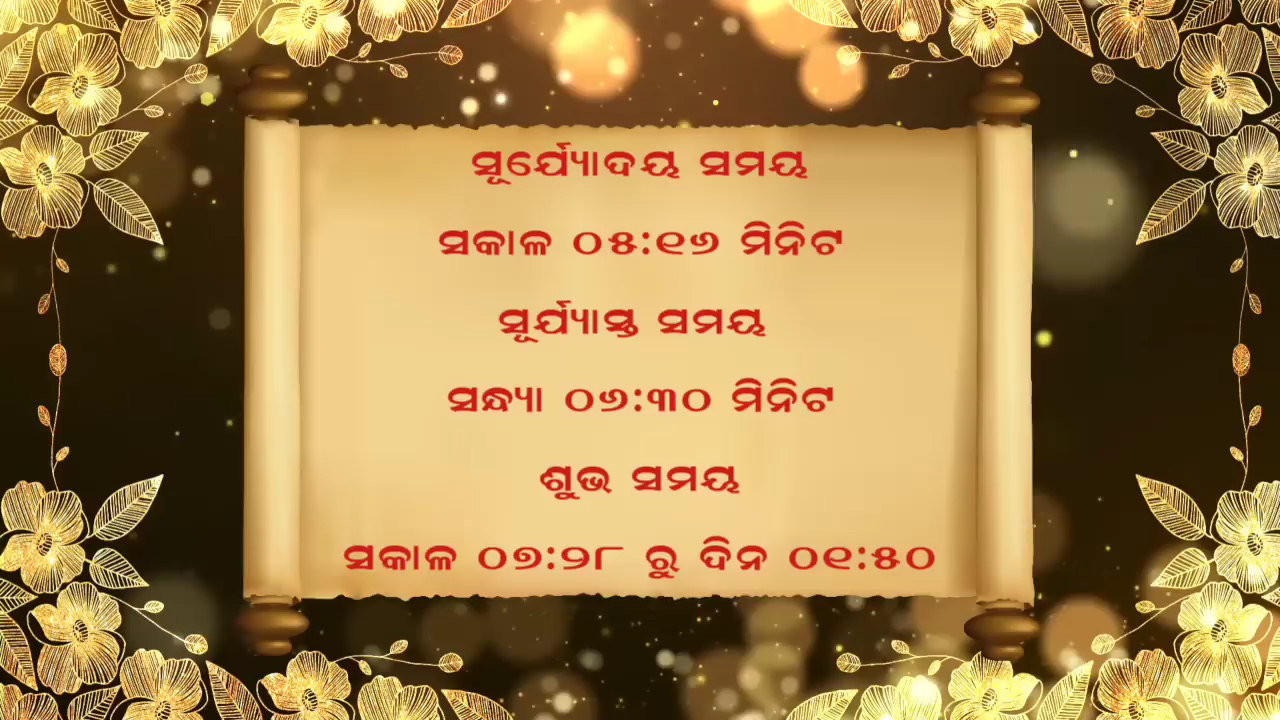 ସୂର୍ଯ୍ୟୋଦୟ ସମୟ
ସକାଳ ୦୫:୧୬ ମିନିଟ
ସୂର୍ଯ୍ୟାସ୍ତ ସମୟ
ସନ୍ଧ୍ୟା ୦୬:୩୦ ମିନିଟ
ଶୁଭ ସମୟ
ସକାଳ ୦୭:୨୮ ରୁ ଦିନ ୦୧:୫୦